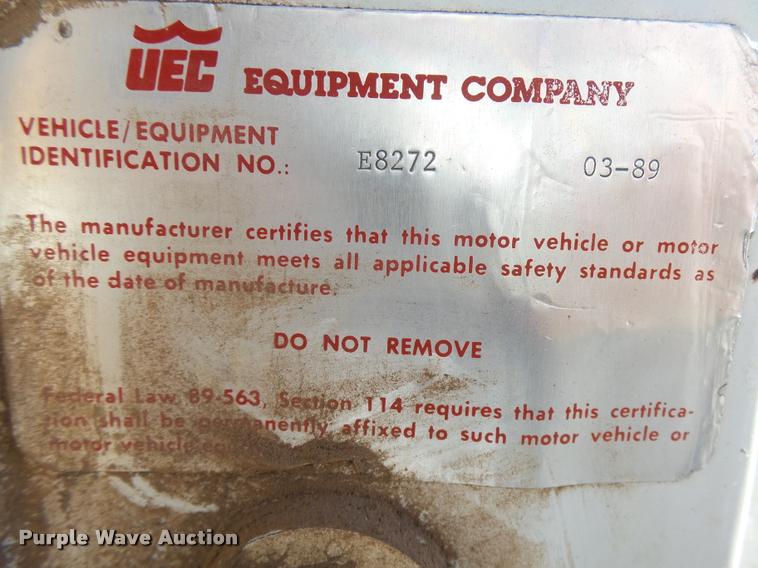 UEC EQUIPMENT COMPANY
VEHICLE/EQUIPMENT
IDENTIFICATION NO.: E8272 03-89
The manufacturer certifies that this motor vehicle or motor
vehicle equipment meets all applicable safety standards as
of the date of manufacture.
DO NOT REMOVE
Federal Law 89-563, Section 114 requires that this certifica-
tion shall be permanently affixed to such motor vehicle or
motor vehicle
Purple Wave Auction